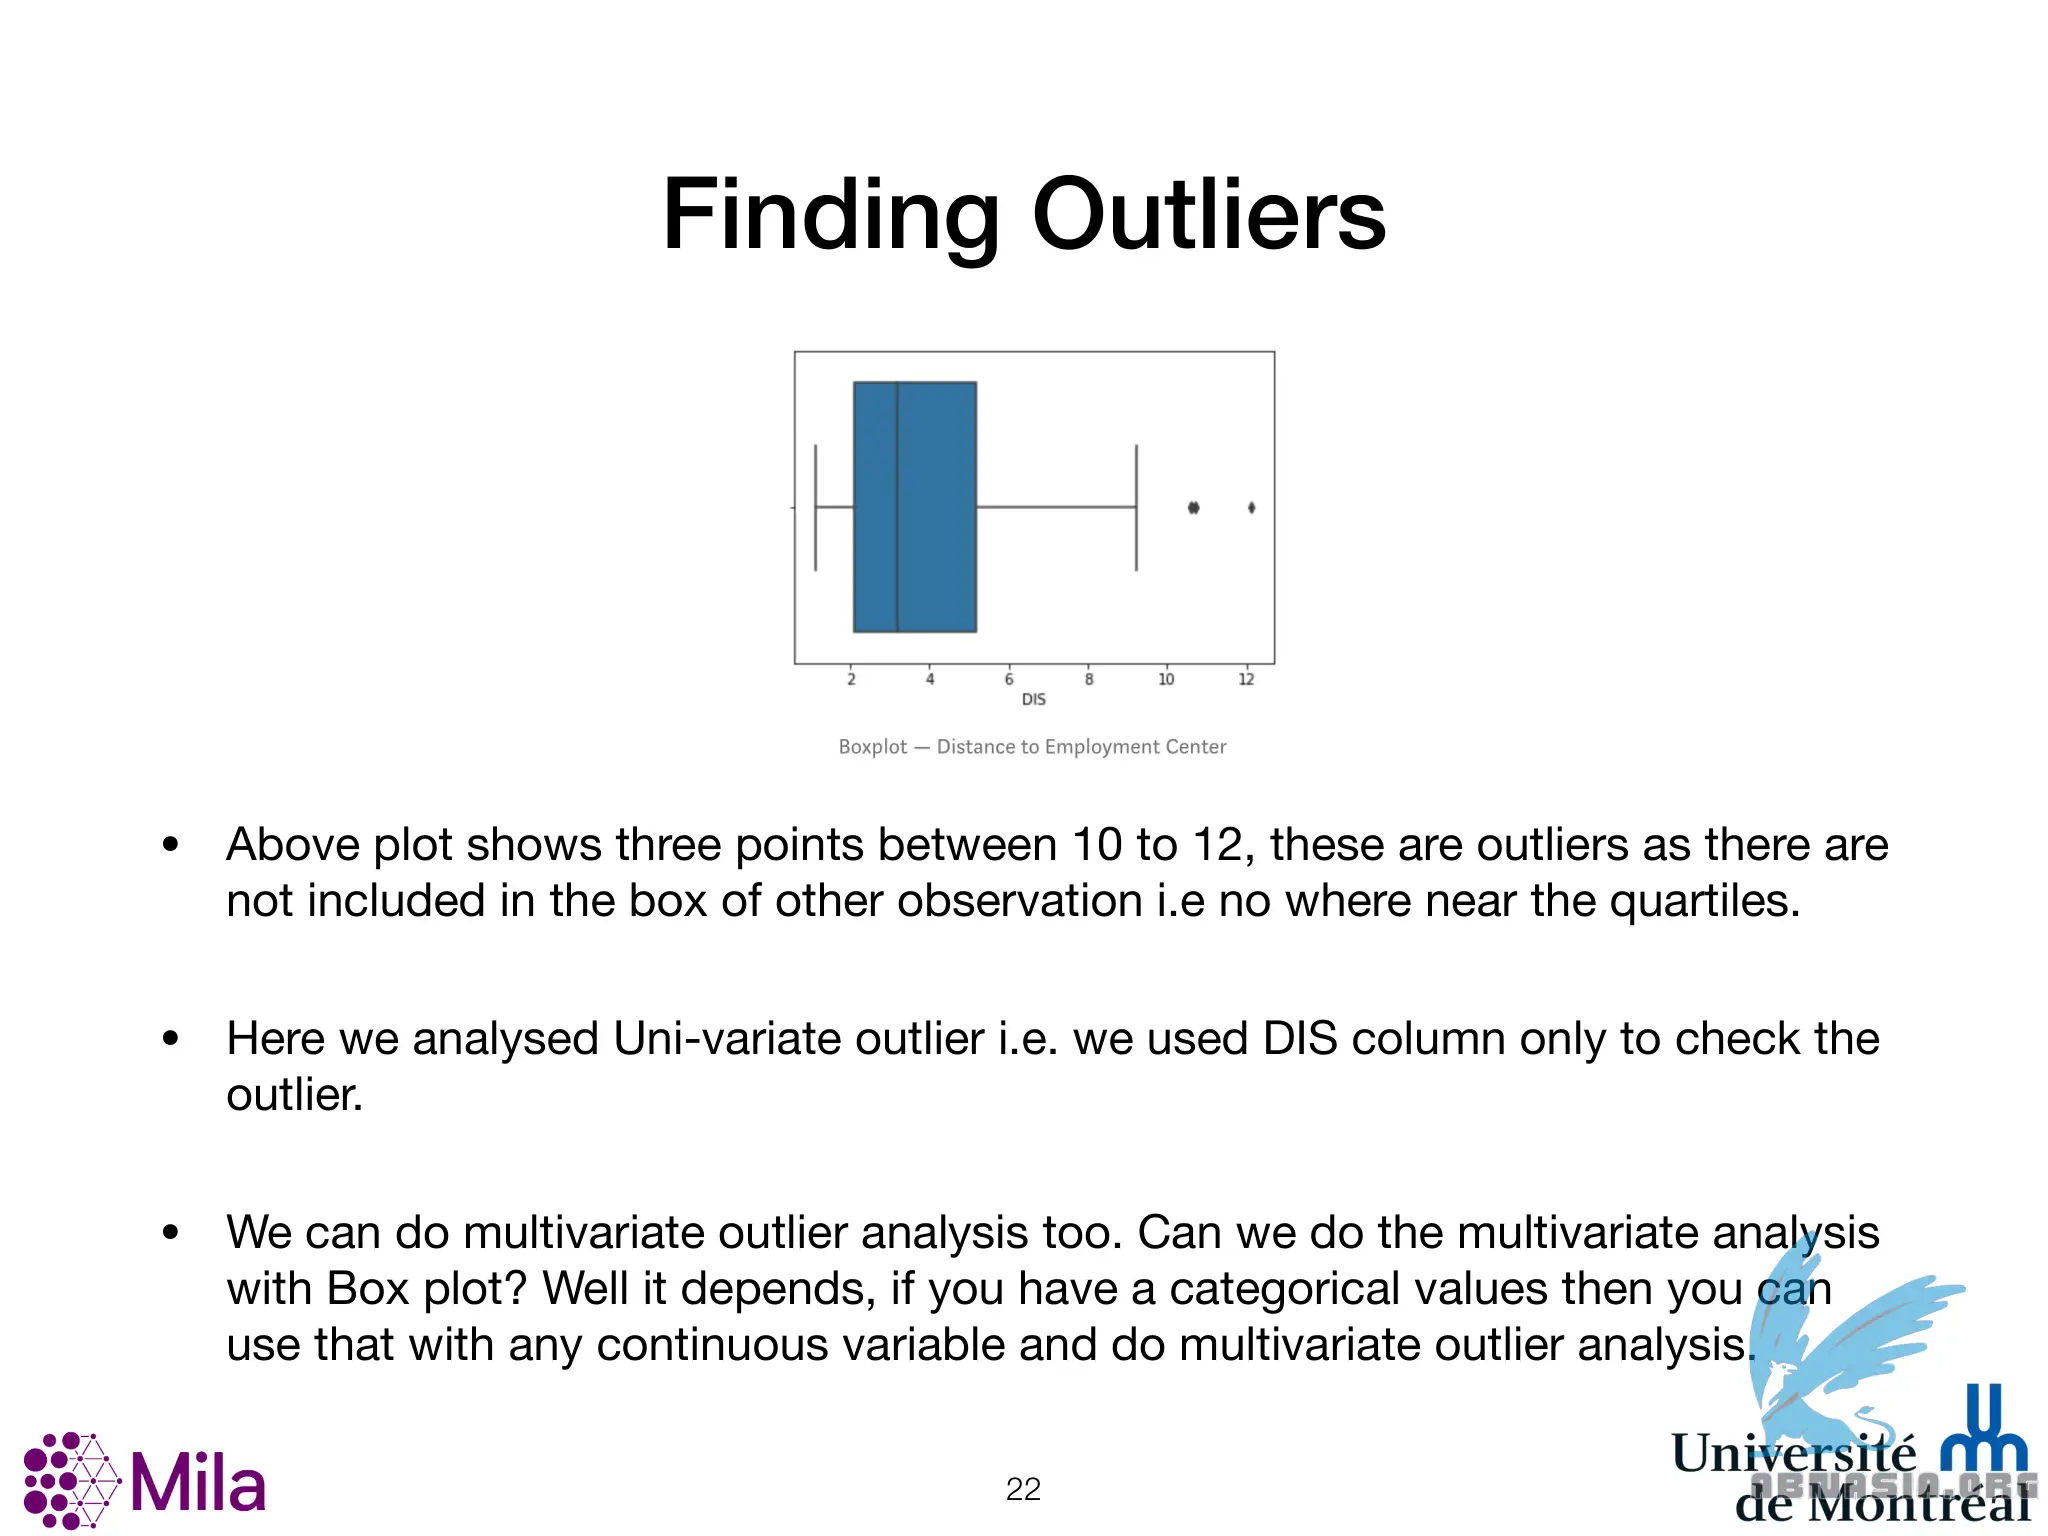 Finding Outliers
2 4 6 8 10 12
DIS
Boxplot — Distance to Employment Center
• Above plot shows three points between 10 to 12, these are outliers as there are
not included in the box of other observation i.e no where near the quartiles.
• Here we analysed Uni-variate outlier i.e. we used DIS column only to check the
outlier.
• We can do multivariate outlier analysis too. Can we do the multivariate analysis
with Box plot? Well it depends, if you have a categorical values then you can
use that with any continuous variable and do multivariate outlier analysis.
Mila
22
Université
de Montréal
ABNASIA.ORG